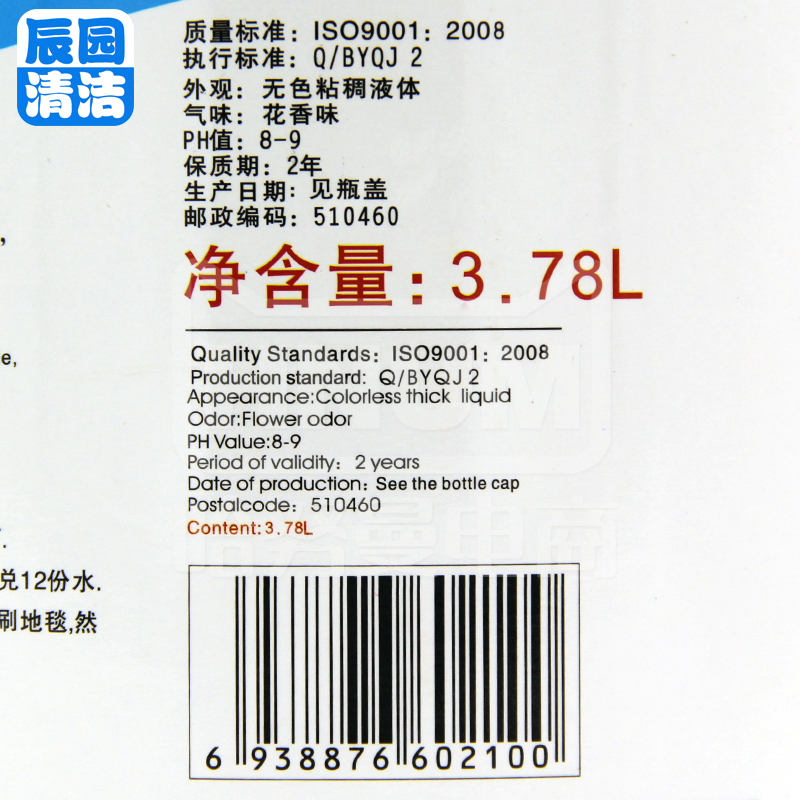 辰园
清洁
质量标准：ISO9001：2008
执行标准：Q/BYQJ 2
外观：无色粘稠液体
气味：花香味
PH值：8-9
保质期：2年
生产日期：见瓶盖
邮政编码：510460
净含量：3.78L
,
e,
Quality Standards: ISO9001: 2008
Production standard: Q/BYQJ 2
Appearance:Colorless thick liquid
Odor:Flower odor
PH Value:8-9
Period of validity: 2 years
Date of production: See the bottle cap
Postalcode: 510460
Content:3.78L
.
兑12份水.
刷地毯,然
6 938876 602100